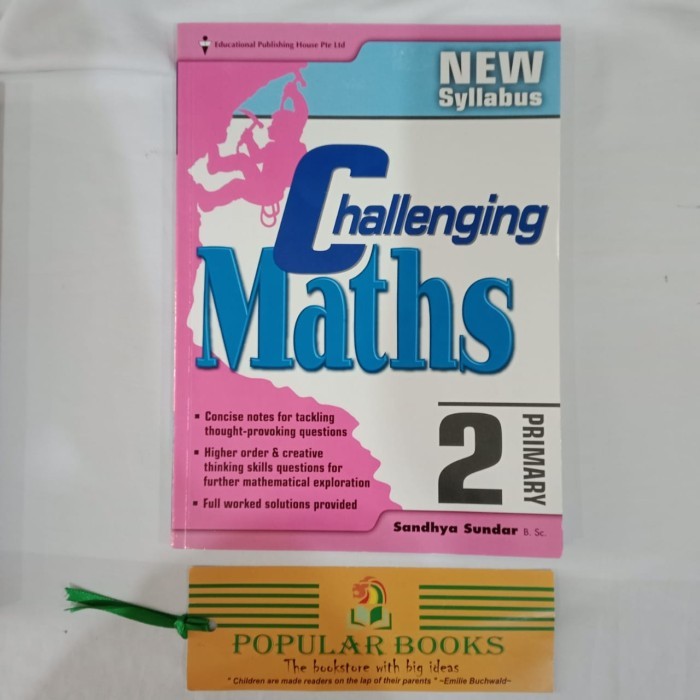 Educational Publishing House Pte Ltd
NEW
Syllabus
Challenging
Maths
▪ Concise notes for tackling
thought-provoking questions
▪ Higher order & creative
thinking skills questions for
further mathematical exploration
▪ Full worked solutions provided
2
PRIMARY
Sandhya Sundar B. Sc.
POPULAR BOOKS
The bookstore with big ideas
" Children are made readers on the lap of their parents " ~Emilie Buchwald~